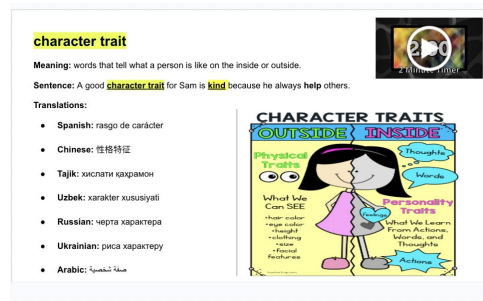 character trait
2:00
2 Minute Timer
Meaning: words that tell what a person is like on the inside or outside.
Sentence: A good character trait for Sam is kind because he always help others.
Translations:
● Spanish: rasgo de carácter
● Chinese: 性格特征
● Tajik: хислати қаҳрамон
● Uzbek: xarakter xususiyati
● Russian: черта характера
● Ukrainian: риса характеру
● Arabic: صفة شخصية
CHARACTER TRAITS
OUTSIDE
INSIDE
Physical
Traits
What We
Can SEE
•hair color
•eye color
•height
•clothing
•size
•facial
features
Thoughts
Words
Personality
Traits
Feelings
What We Learn
From Actions,
Words, and
Thoughts
Actions